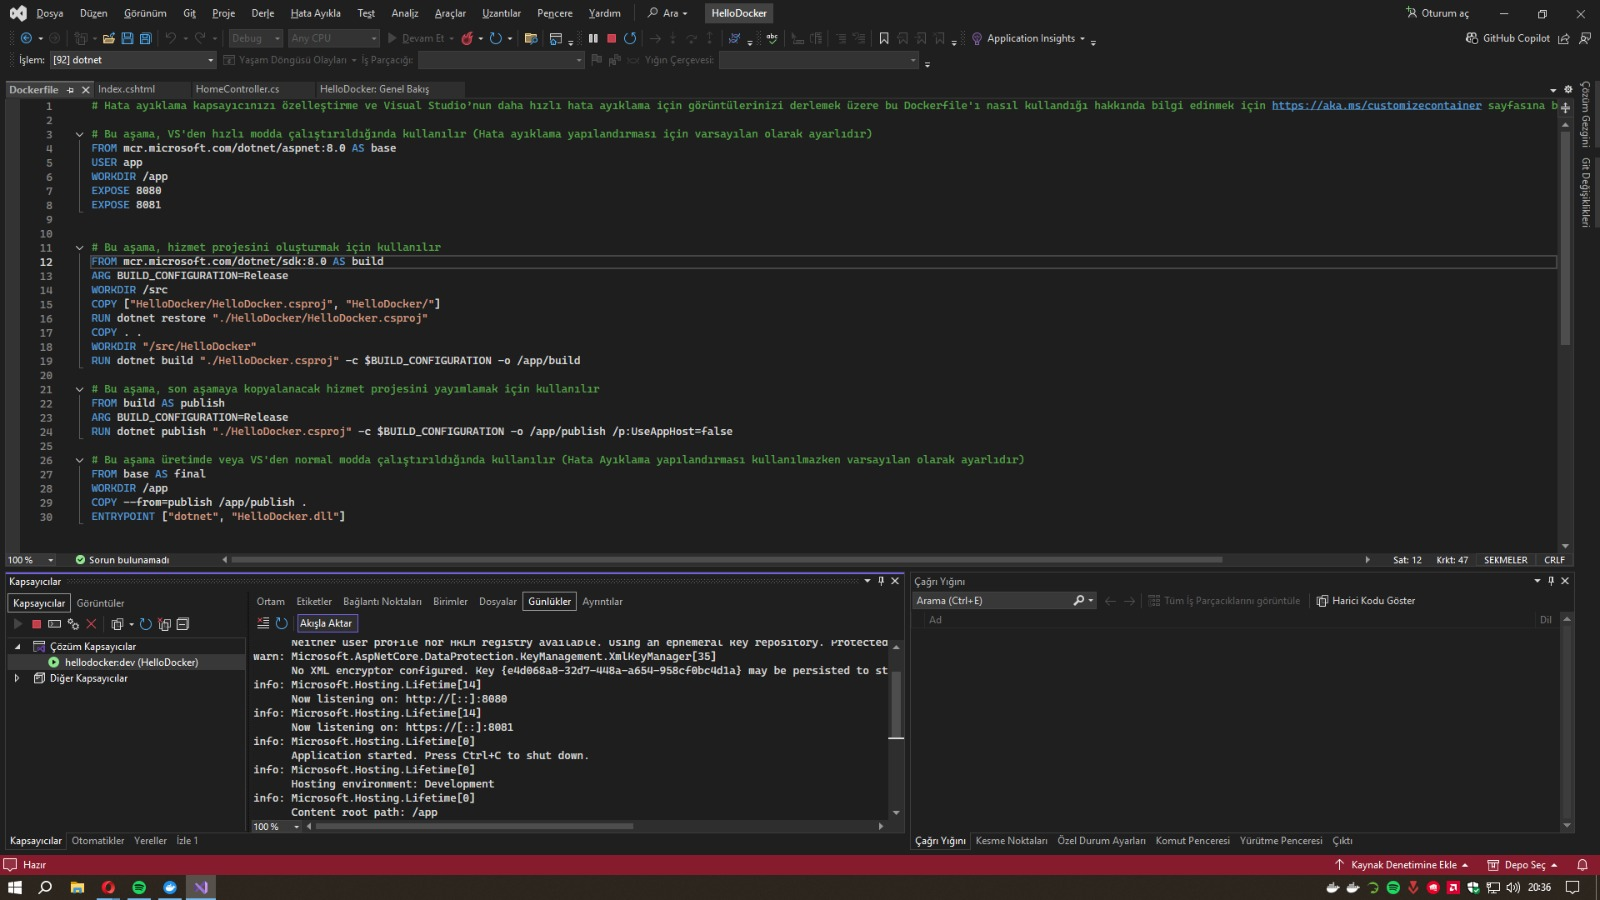 Dosya Düzen Görünüm Git Proje Derle Hata Ayıkla Test Analiz Araçlar Uzantılar Pencere Yardım Ara HelloDocker Oturum aç
Debug Any CPU Devam Et Application Insights GitHub Copilot
İşlem: [92] dotnet Yaşam Döngüsü Olayları İş Parçacığı: Yığın Çerçevesi:
Dockerfile Index.cshtml HomeController.cs HelloDocker: Genel Bakış
1 # Hata ayıklama kapsayıcınızı özelleştirme ve Visual Studio'nun daha hızlı hata ayıklama için görüntülerinizi derlemek üzere bu Dockerfile'ı nasıl kullandığı hakkında bilgi edinmek için https://aka.ms/customizecontainer sayfasına b
2
3 # Bu aşama, VS'den hızlı modda çalıştırıldığında kullanılır (Hata ayıklama yapılandırması için varsayılan olarak ayarlıdır)
4 FROM mcr.microsoft.com/dotnet/aspnet:8.0 AS base
5 USER app
6 WORKDIR /app
7 EXPOSE 8080
8 EXPOSE 8081
9
10
11 # Bu aşama, hizmet projesini oluşturmak için kullanılır
12 FROM mcr.microsoft.com/dotnet/sdk:8.0 AS build
13 ARG BUILD_CONFIGURATION=Release
14 WORKDIR /src
15 COPY ["HelloDocker/HelloDocker.csproj", "HelloDocker/"]
16 RUN dotnet restore "./HelloDocker/HelloDocker.csproj"
17 COPY . .
18 WORKDIR "/src/HelloDocker"
19 RUN dotnet build "./HelloDocker.csproj" -c $BUILD_CONFIGURATION -o /app/build
20
21 # Bu aşama, son aşamaya kopyalanacak hizmet projesini yayımlamak için kullanılır
22 FROM build AS publish
23 ARG BUILD_CONFIGURATION=Release
24 RUN dotnet publish "./HelloDocker.csproj" -c $BUILD_CONFIGURATION -o /app/publish /p:UseAppHost=false
25
26 # Bu aşama üretimde veya VS'den normal modda çalıştırıldığında kullanılır (Hata Ayıklama yapılandırması kullanılmazken varsayılan olarak ayarlıdır)
27 FROM base AS final
28 WORKDIR /app
29 COPY --from=publish /app/publish .
30 ENTRYPOINT ["dotnet", "HelloDocker.dll"]
Çözüm Gezgini
Git Değişiklikleri
100 % Sorun bulunamadı Sat: 12 Krkt: 47 SEKMELER CRLF
Kapsayıcılar
Kapsayıcılar Görüntüler
Çözüm Kapsayıcılar
hellodocker:dev (HelloDocker)
Diğer Kapsayıcılar
Ortam Etiketler Bağlantı Noktaları Birimler Dosyalar Günlükler Ayrıntılar
Akışla Aktar
Neither user profile nor HKLM registry available. Using an ephemeral key repository. Protected
warn: Microsoft.AspNetCore.DataProtection.KeyManagement.XmlKeyManager[35]
No XML encryptor configured. Key {e4d068a8-32d7-448a-a654-958cf0bc4d1a} may be persisted to st
info: Microsoft.Hosting.Lifetime[14]
Now listening on: http://[::]:8080
info: Microsoft.Hosting.Lifetime[14]
Now listening on: https://[::]:8081
info: Microsoft.Hosting.Lifetime[0]
Application started. Press Ctrl+C to shut down.
info: Microsoft.Hosting.Lifetime[0]
Hosting environment: Development
info: Microsoft.Hosting.Lifetime[0]
Content root path: /app
100 %
Kapsayıcılar Otomatikler Yereller İzle 1
Çağrı Yığını
Arama (Ctrl+E) Tüm İş Parçacıklarını görüntüle Harici Kodu Göster
Ad Dil
Çağrı Yığını Kesme Noktaları Özel Durum Ayarları Komut Penceresi Yürütme Penceresi Çıktı
Hazır Kaynak Denetimine Ekle Depo Seç
20:36